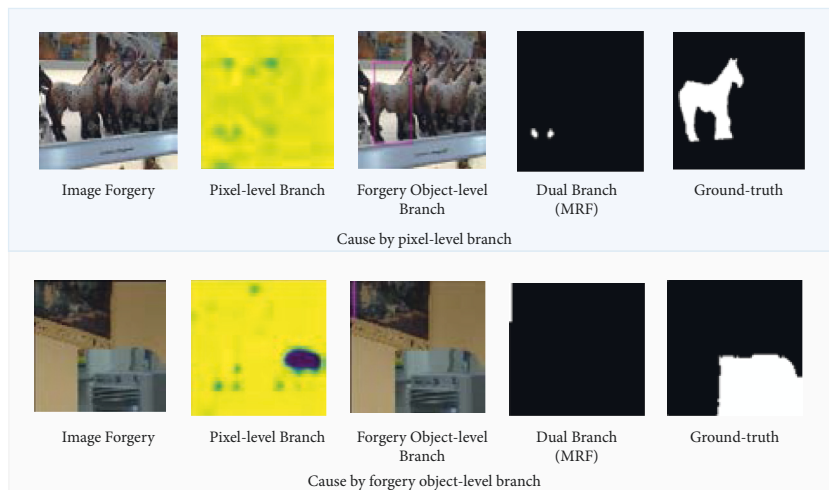 Image Forgery
Pixel-level Branch
Forgery Object-level
Branch
Dual Branch
(MRF)
Ground-truth
Cause by pixel-level branch
Image Forgery
Pixel-level Branch
Forgery Object-level
Branch
Dual Branch
(MRF)
Ground-truth
Cause by forgery object-level branch